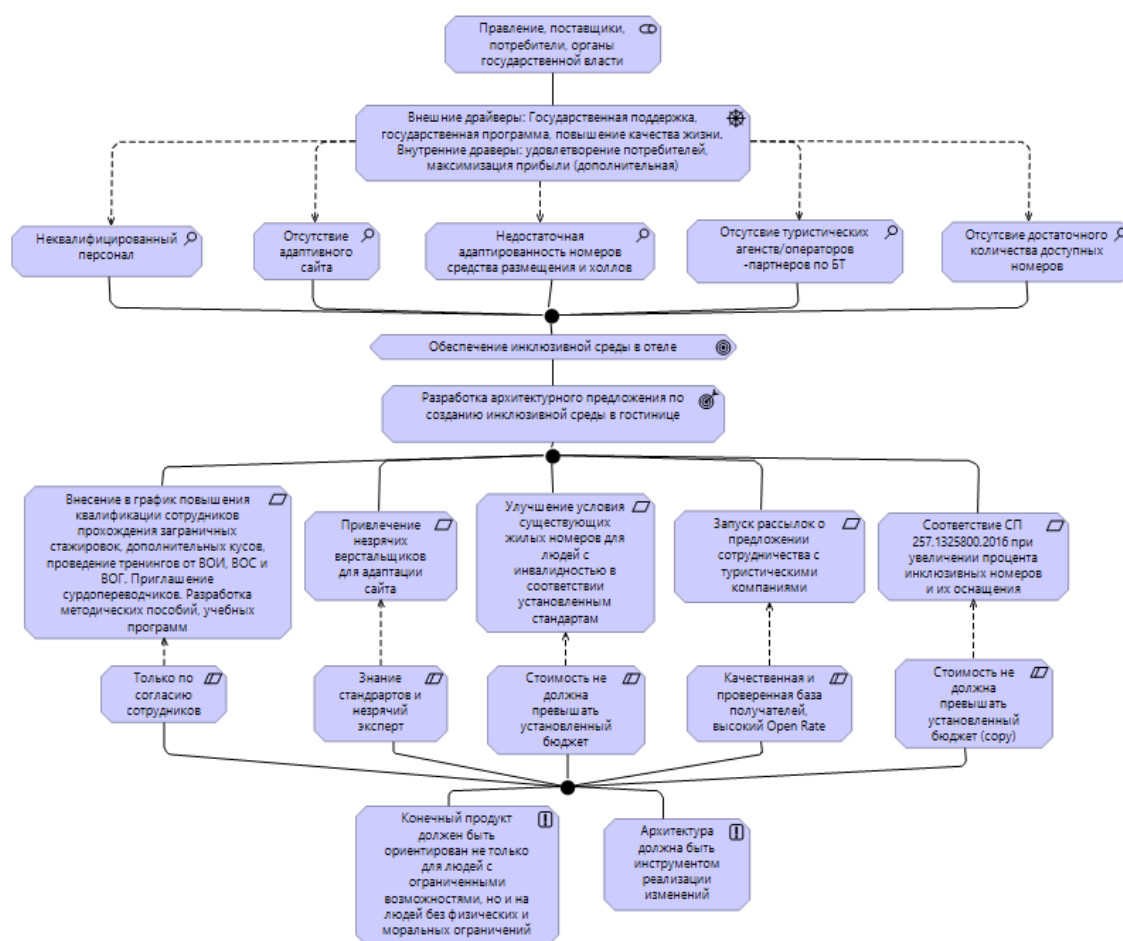 Правление, поставщики,
потребители, органы
государственной власти
Внешние драйверы: Государственная поддержка,
государственная программа, повышение качества жизни.
Внутренние драверы: удовлетворение потребителей,
максимизация прибыли (дополнительная)
Неквалифицированный
персонал
Отсутствие
адаптивного
сайта
Недостаточная
адаптированность номеров
средства размещения и холлов
Отсутсвие туристических
агенств/операторов
-партнеров по БТ
Отсутсвие достаточного
количества доступных
номеров
Обеспечение инклюзивной среды в отеле
Разработка архитектурного предложения по
созданию инклюзивной среды в гостинице
Внесение в график повышения
квалификации сотрудников
прохождения заграничных
стажировок, дополнительных кусов,
проведение тренингов от ВОИ, ВОС и
ВОГ. Приглашение
сурдопереводчиков. Разработка
методических пособий, учебных
программ
Привлечение
незрячих
верстальщиков
для адаптации
сайта
Улучшение условия
существующих
жилых номеров для
людей с
инвалидностью в
соответствии
установленным
стандартам
Запуск рассылок о
предложении
сотрудничества с
туристическими
компаниями
Соответствие СП
257.1325800.2016 при
увеличении процента
инклюзивных номеров
и их оснащения
Только по
согласию
сотрудников
Знание
стандрартов и
незрячий
эксперт
Стоимость не
должна
превышать
установленный
бюджет
Качественная и
проверенная база
получателей,
высокий Open Rate
Стоимость не
должна
превышать
установленный
бюджет (copy)
Конечный продукт
должен быть
ориентирован не только
для людей с
ограниченными
возможностями, но и на
людей без физических и
моральных ограничений
Архитектура
должна быть
инструментом
реализации
изменений